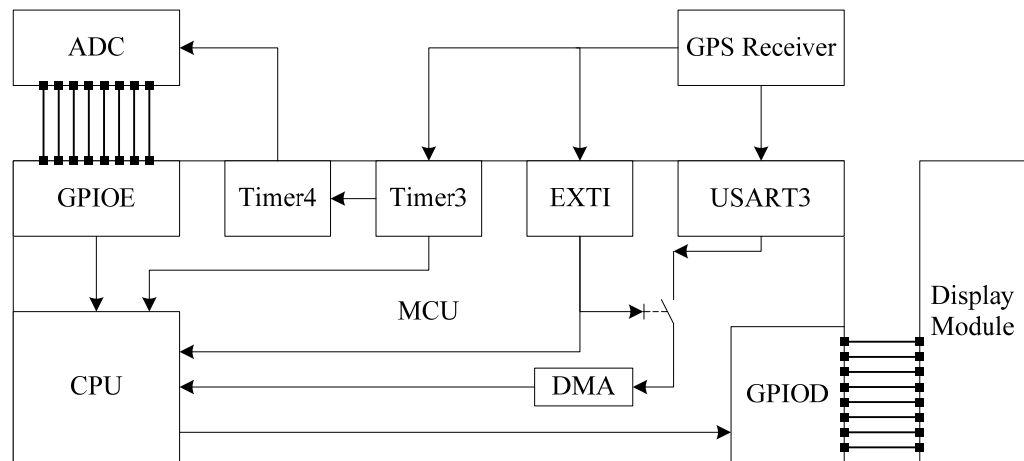 ADC
GPS Receiver
GPIOE
Timer4
Timer3
EXTI
USART3
MCU
Display
Module
CPU
DMA
GPIOD